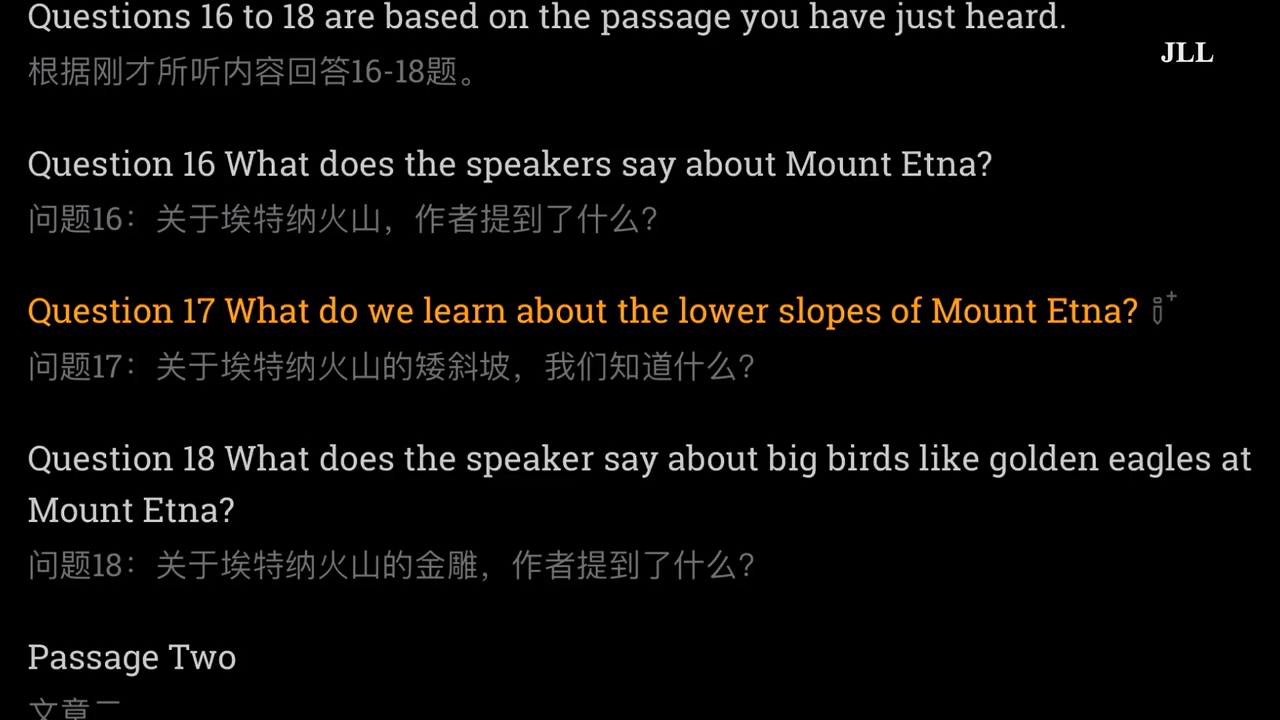 Questions 16 to 18 are based on the passage you have just heard.
JLL
根据刚才所听内容回答16-18题。
Question 16 What does the speakers say about Mount Etna?
问题16：关于埃特纳火山，作者提到了什么？
Question 17 What do we learn about the lower slopes of Mount Etna?
问题17：关于埃特纳火山的矮斜坡，我们知道什么？
Question 18 What does the speaker say about big birds like golden eagles at
Mount Etna?
问题18：关于埃特纳火山的金雕，作者提到了什么？
Passage Two
文章二